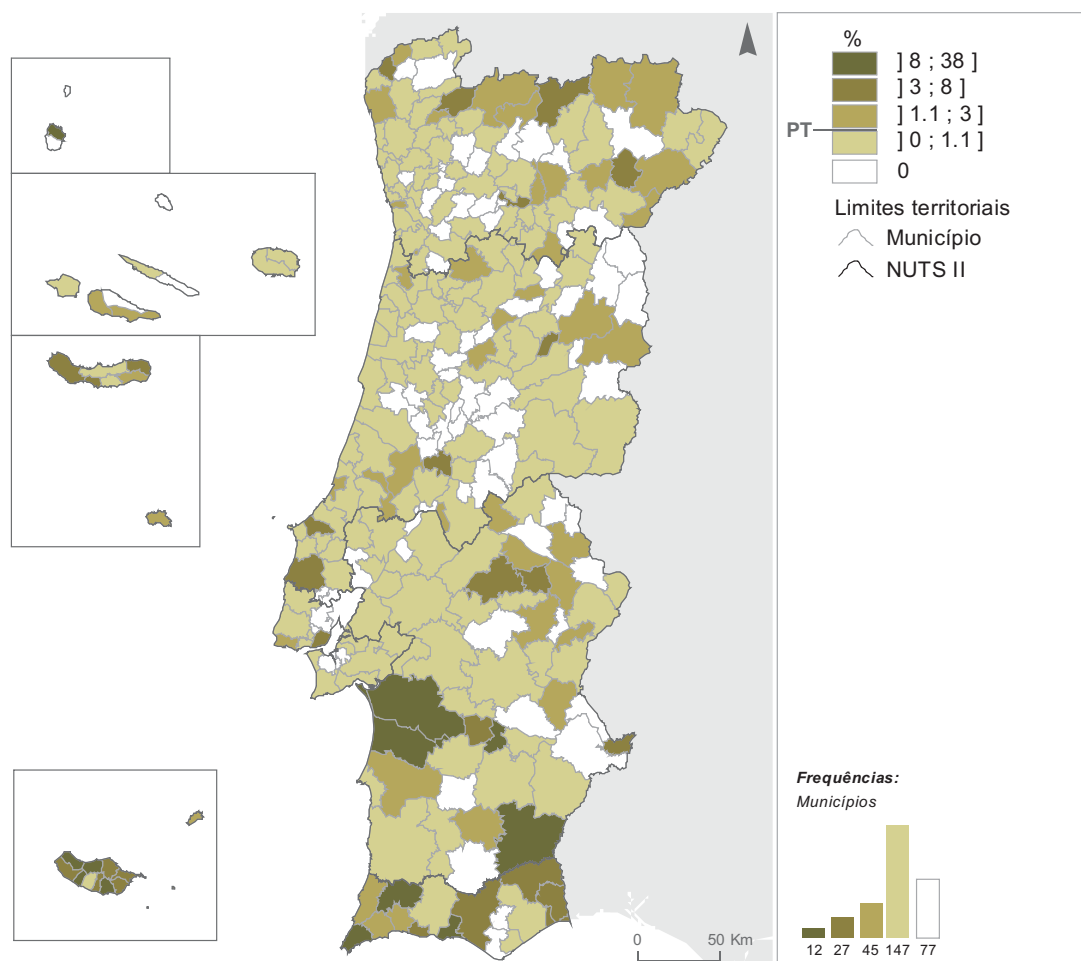 %
] 8 ; 38 ]
] 3 ; 8 ]
] 1.1 ; 3 ]
PT
] 0 ; 1.1 ]
0
Limites territoriais
Município
NUTS II
0 50 Km
Frequências:
Municípios
12 27 45 147 77